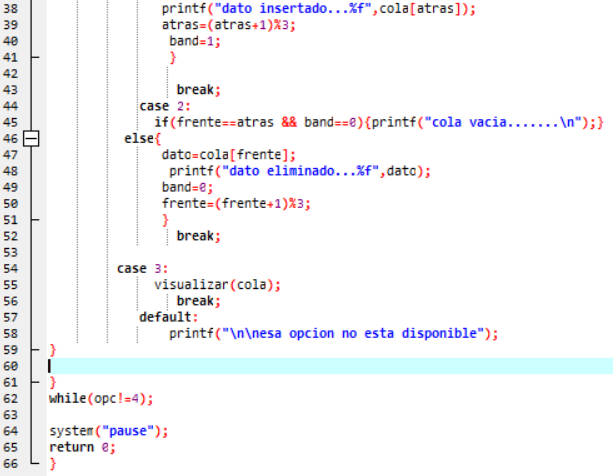 38 printf("dato insertado...%f",cola[atras]);
39 atras=(atras+1)%3;
40 band=1;
41 }
42
43 break;
44 case 2:
45 if(frente==atras && band==0){printf("cola vacia.......\n");}
46 else{
47 dato=cola[frente];
48 printf("dato eliminado...%f",dato);
49 band=0;
50 frente=(frente+1)%3;
51 }
52 break;
53
54 case 3:
55 visualizar(cola);
56 break;
57 default:
58 printf("\n\nesa opcion no esta disponible");
59 }
60
61 }
62 while(opc!=4);
63
64 system("pause");
65 return 0;
66 }